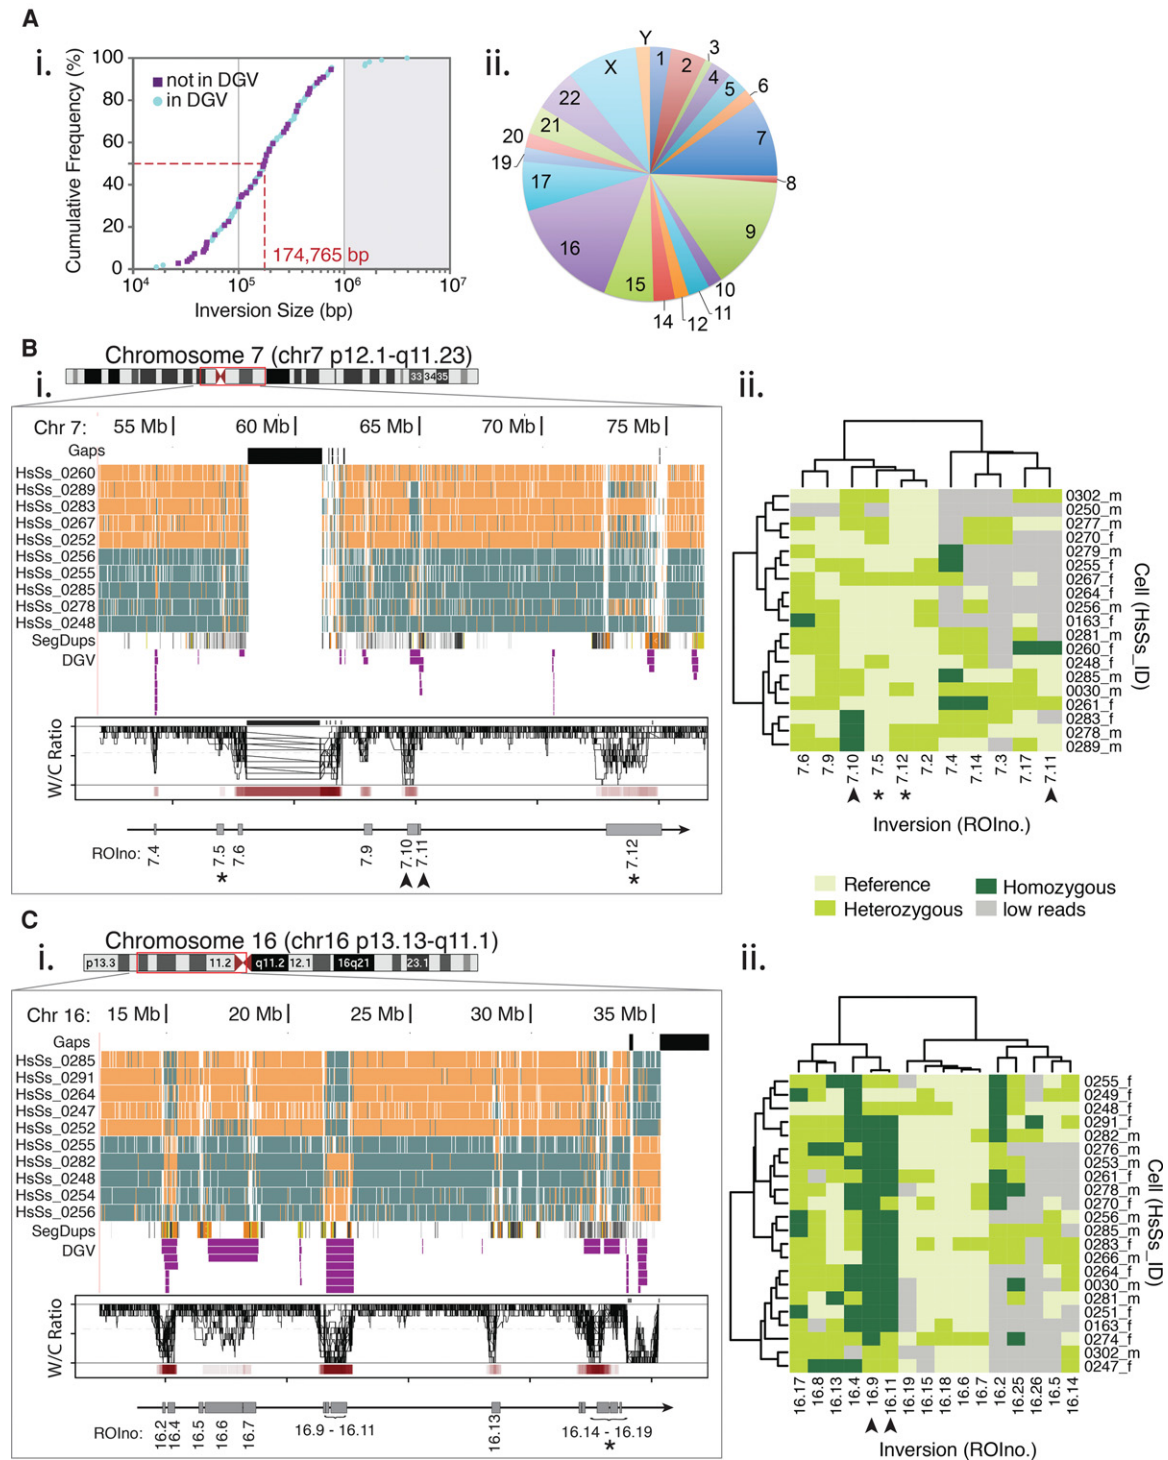 A
i.
Cumulative Frequency (%)
100
80
60
40
20
0
not in DGV
in DGV
174,765 bp
10^4
10^5
10^6
10^7
Inversion Size (bp)
ii.
Y
1
2
3
4
5
6
7
8
9
10
11
12
14
15
16
17
19
20
21
22
X
B
Chromosome 7 (chr7 p12.1-q11.23)
i.
33 34 35
Chr 7: 55 Mb 60 Mb 65 Mb 70 Mb 75 Mb
Gaps
HsSs_0260
HsSs_0289
HsSs_0283
HsSs_0267
HsSs_0252
HsSs_0256
HsSs_0255
HsSs_0285
HsSs_0278
HsSs_0248
SegDups
DGV
W/C Ratio
ROIno: 7.4 7.5 7.6 7.9 7.10 7.11 7.12
* *
ii.
0302_m
0250_m
0277_m
0270_f
0279_m
0255_f
0267_f
0264_f
0256_m
0163_f
0281_m
0260_f
0248_f
0285_m
0030_m
0261_f
0283_f
0278_m
0289_m
Cell (HsSs_ID)
7.6 7.9 7.10 7.5 7.12 7.2 7.4 7.14 7.3 7.17 7.11
* *
Inversion (ROIno.)
Reference
Heterozygous
Homozygous
low reads
C
Chromosome 16 (chr16 p13.13-q11.1)
i.
p13.3 11.2 q11.2 12.1 16q21 23.1
Chr 16: 15 Mb 20 Mb 25 Mb 30 Mb 35 Mb
Gaps
HsSs_0285
HsSs_0291
HsSs_0264
HsSs_0247
HsSs_0252
HsSs_0255
HsSs_0282
HsSs_0248
HsSs_0254
HsSs_0256
SegDups
DGV
W/C Ratio
ROIno: 16.2 16.4 16.5 16.6 16.7 16.9 - 16.11 16.13 16.14 - 16.19
*
ii.
0255_f
0249_f
0248_f
0291_f
0282_m
0276_m
0253_m
0261_f
0278_m
0270_f
0256_m
0285_m
0283_f
0266_m
0264_f
0030_m
0281_m
0251_f
0163_f
0274_f
0302_m
0247_f
Cell (HsSs_ID)
16.17 16.8 16.13 16.4 16.9 16.11 16.19 16.15 16.18 16.6 16.7 16.2 16.25 16.26 16.5 16.14
Inversion (ROIno.)